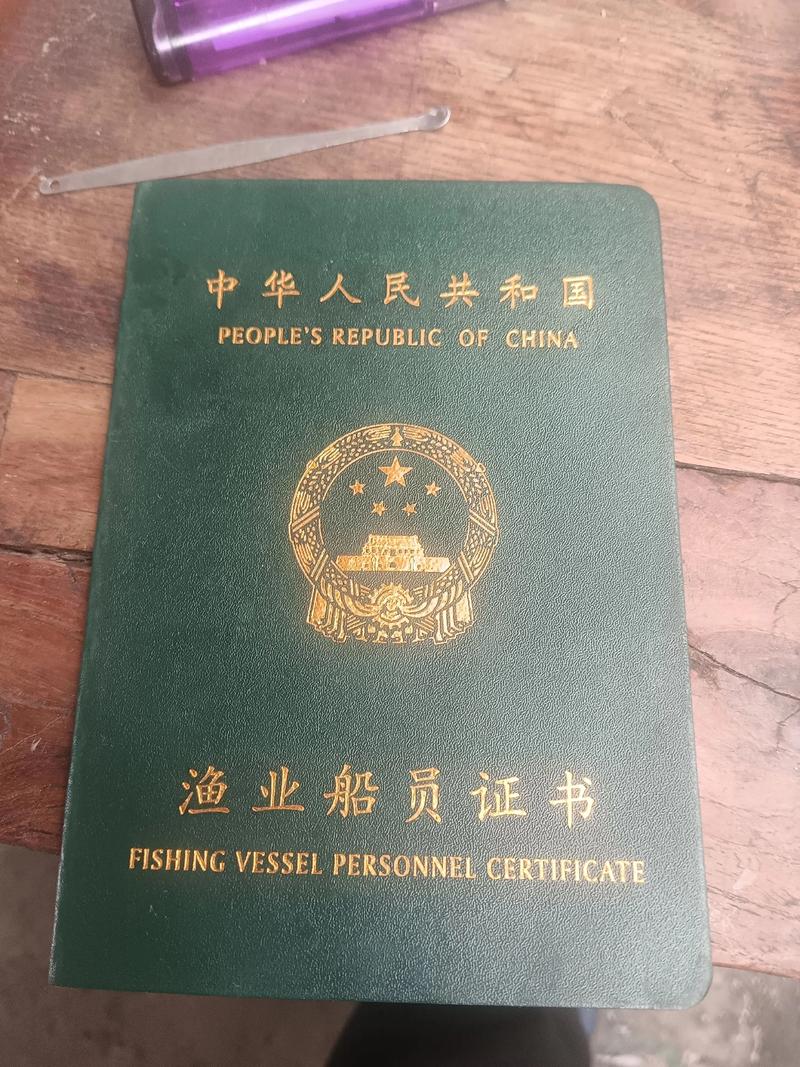 中华人民共和国
PEOPLE'S REPUBLIC OF CHINA
渔业船员证书
FISHING VESSEL PERSONNEL CERTIFICATE